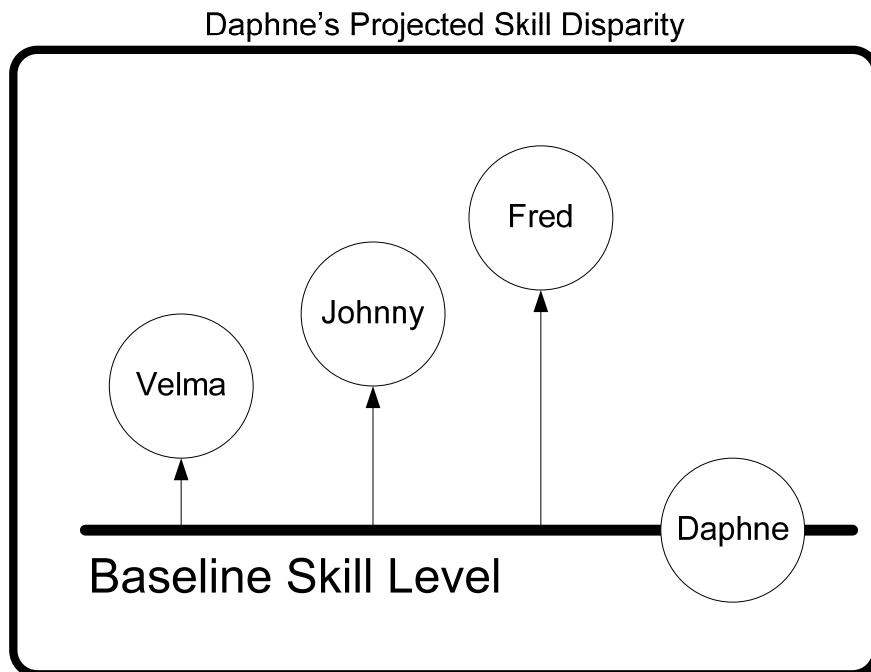 Daphne’s Projected Skill Disparity
Fred
Johnny
Velma
Daphne
Baseline Skill Level